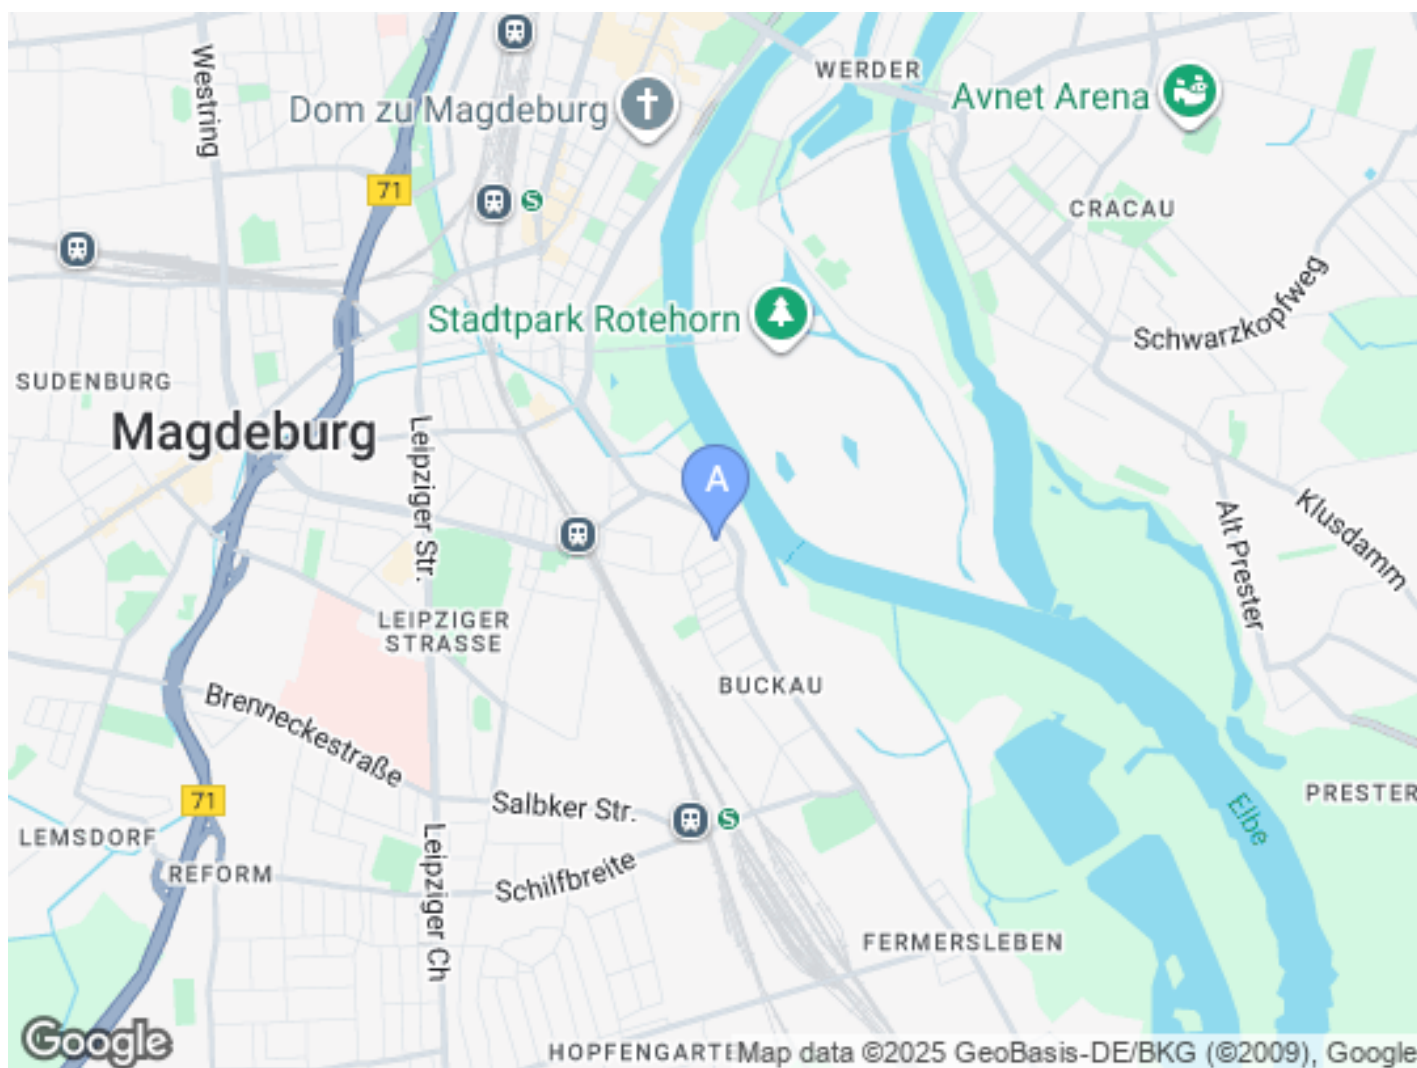 Westring
WERDER
Avnet Arena
Dom zu Magdeburg
71
S
CRACAU
Schwarzkopfweg
Stadtpark Rotehorn
SUDENBURG
Magdeburg
Leipziger Str.
A
Alt Prester
Klusdamm
LEIPZIGER
STRASSE
BUCKAU
Brenneckestraße
71
Salbker Str.
S
PRESTER
Elbe
LEMSDORF
REFORM
Leipziger Ch
Schilfbreite
FERMERSLEBEN
Google
HOPFENGARTE
Map data ©2025 GeoBasis-DE/BKG (©2009), Google